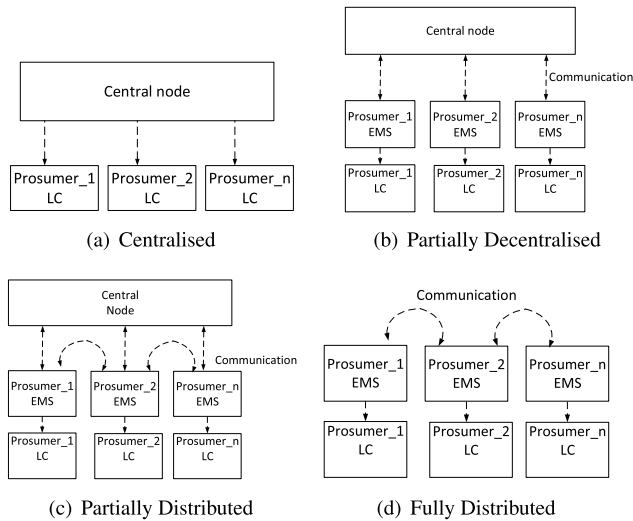 Central node
Prosumer_1
LC
Prosumer_2
LC
Prosumer_n
LC
(a) Centralised
Central node
Communication
Prosumer_1
EMS
Prosumer_2
EMS
Prosumer_n
EMS
Prosumer_1
LC
Prosumer_2
LC
Prosumer_n
LC
(b) Partially Decentralised
Central
Node
Communication
Prosumer_1
EMS
Prosumer_2
EMS
Prosumer_n
EMS
Prosumer_1
LC
Prosumer_2
LC
Prosumer_n
LC
(c) Partially Distributed
Communication
Prosumer_1
EMS
Prosumer_2
EMS
Prosumer_n
EMS
Prosumer_1
LC
Prosumer_2
LC
Prosumer_n
LC
(d) Fully Distributed